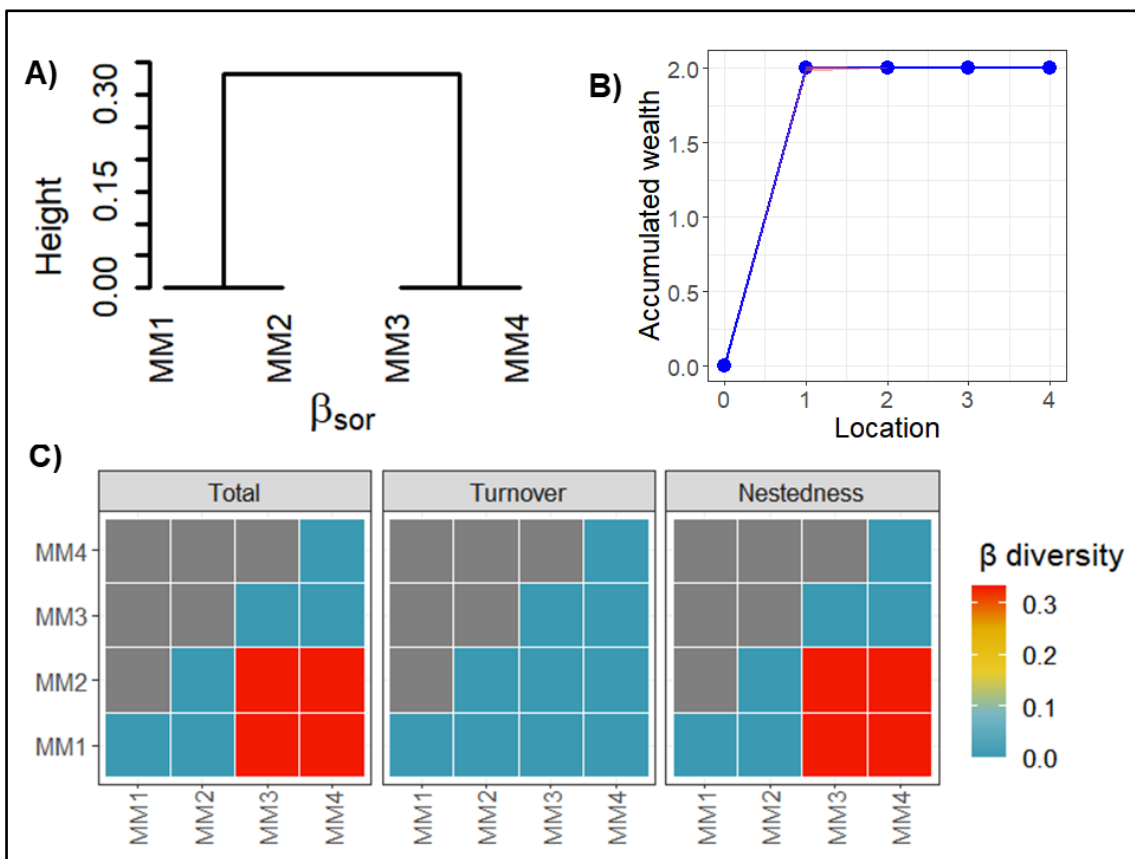 A)
Height
0.30
0.15
0.00
MM1
MM2
MM3
MM4
βsor
B)
Accumulated wealth
2.0
1.5
1.0
0.5
0.0
0 1 2 3 4
Location
C)
Total Turnover Nestedness
MM4
MM3
MM2
MM1
MM1 MM2 MM3 MM4 MM1 MM2 MM3 MM4 MM1 MM2 MM3 MM4
β diversity
0.3
0.2
0.1
0.0